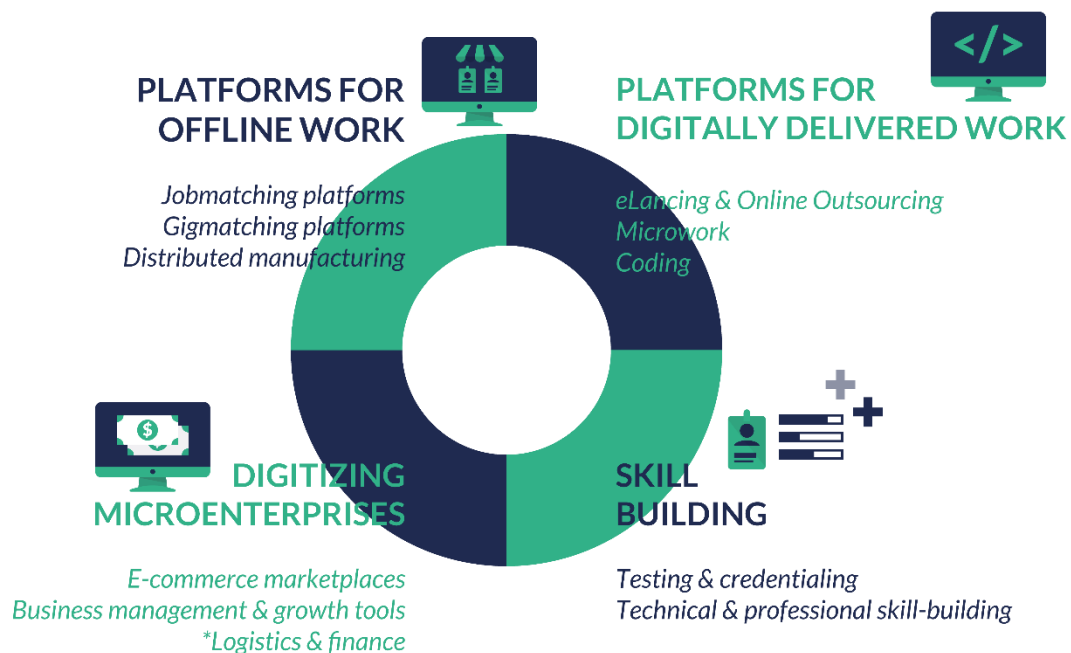 PLATFORMS FOR
OFFLINE WORK
Jobmatching platforms
Gigmatching platforms
Distributed manufacturing
</>
PLATFORMS FOR
DIGITALLY DELIVERED WORK
eLancing & Online Outsourcing
Microwork
Coding
$
DIGITIZING
MICROENTERPRISES
E-commerce marketplaces
Business management & growth tools
*Logistics & finance
SKILL
BUILDING
Testing & credentialing
Technical & professional skill-building